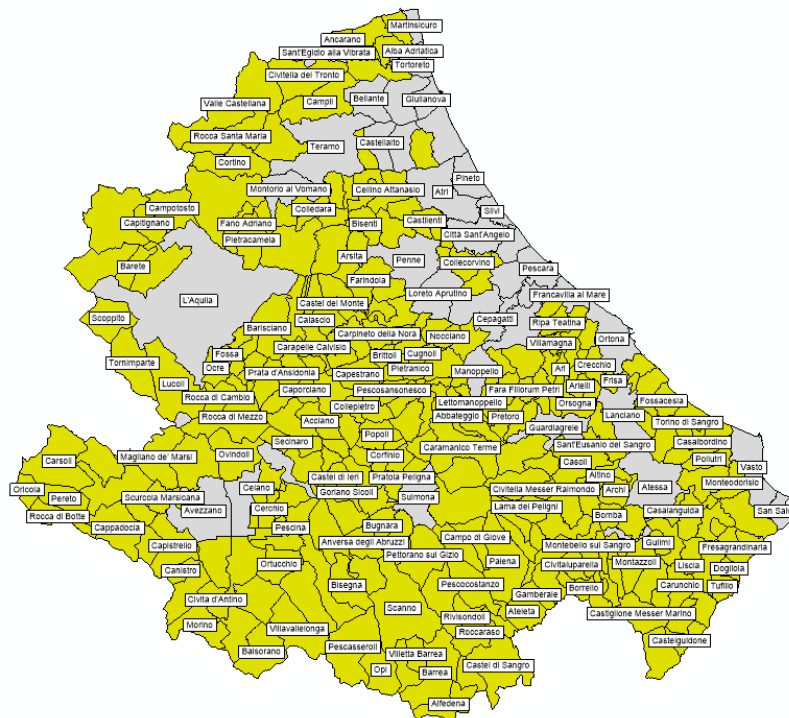 Martinsicuro
Ancarano
Sant'Egidio alla Vibrata
Alba Adriatica
Tortoreto
Civitella del Tronto
Valle Castellana
Campli
Bellante
Giulianova
Rocca Santa Maria
Teramo
Castellalto
Cortino
Montorio al Vomano
Cellino Attanasio
Atri
Pineto
Campotosto
Colledara
Silvi
Capitignano
Fano Adriano
Bisenti
Castilenti
Pietracamela
Città Sant'Angelo
Barete
Arsita
Penne
Collecorvino
Pescara
Farindola
L'Aquila
Loreto Aprutino
Francavilla al Mare
Castel del Monte
Scoppito
Calascio
Cepagatti
Barisciano
Ripa Teatina
Carpineto della Nora
Nocciano
Villamagna
Ortona
Carapelle Calvisio
Fossa
Brittoli
Cugnoli
Tornimparte
Ocre
Prata d'Ansidonia
Capestrano
Pietranico
Manoppello
Ari
Crecchio
Lucoli
Caporciano
Pescosansonesco
Fara Filiorum Petri
Arielli
Frisa
Rocca di Cambio
Collepietro
Lettomanoppello
Orsogna
Fossacesia
Rocca di Mezzo
Acciano
Abbateggio
Pretoro
Lanciano
Torino di Sangro
Popoli
Guardiagrele
Secinaro
Caramanico Terme
Sant'Eusanio del Sangro
Casalbordino
Carsoli
Magliano de' Marsi
Ovindoli
Corfinio
Casoli
Pollutri
Vasto
Castel di Ieri
Pratola Peligna
Altino
Monteodorisio
Oricola
Pereto
Scurcola Marsicana
Celano
Goriano Sicoli
Sulmona
Civitella Messer Raimondo
Archi
Atessa
Rocca di Botte
Avezzano
Cerchio
Lama dei Peligni
Casalanguida
San Salv
Cappadocia
Pescina
Bugnara
Bomba
Anversa degli Abruzzi
Campo di Giove
Montebello sul Sangro
Gulimi
Fresagrandinaria
Capistrello
Pettorano sul Gizio
Palena
Civitaluparella
Montazzoli
Liscia
Dogliola
Canistro
Ortucchio
Bisegna
Pescocostanzo
Borrello
Carunchio
Tufillo
Civita d'Antino
Scanno
Rivisondoli
Gamberale
Ateleta
Castiglione Messer Marino
Morino
Villavallelonga
Roccaraso
Castelguidone
Balsorano
Pescasseroli
Villetta Barrea
Opi
Barrea
Castel di Sangro
Alfedena